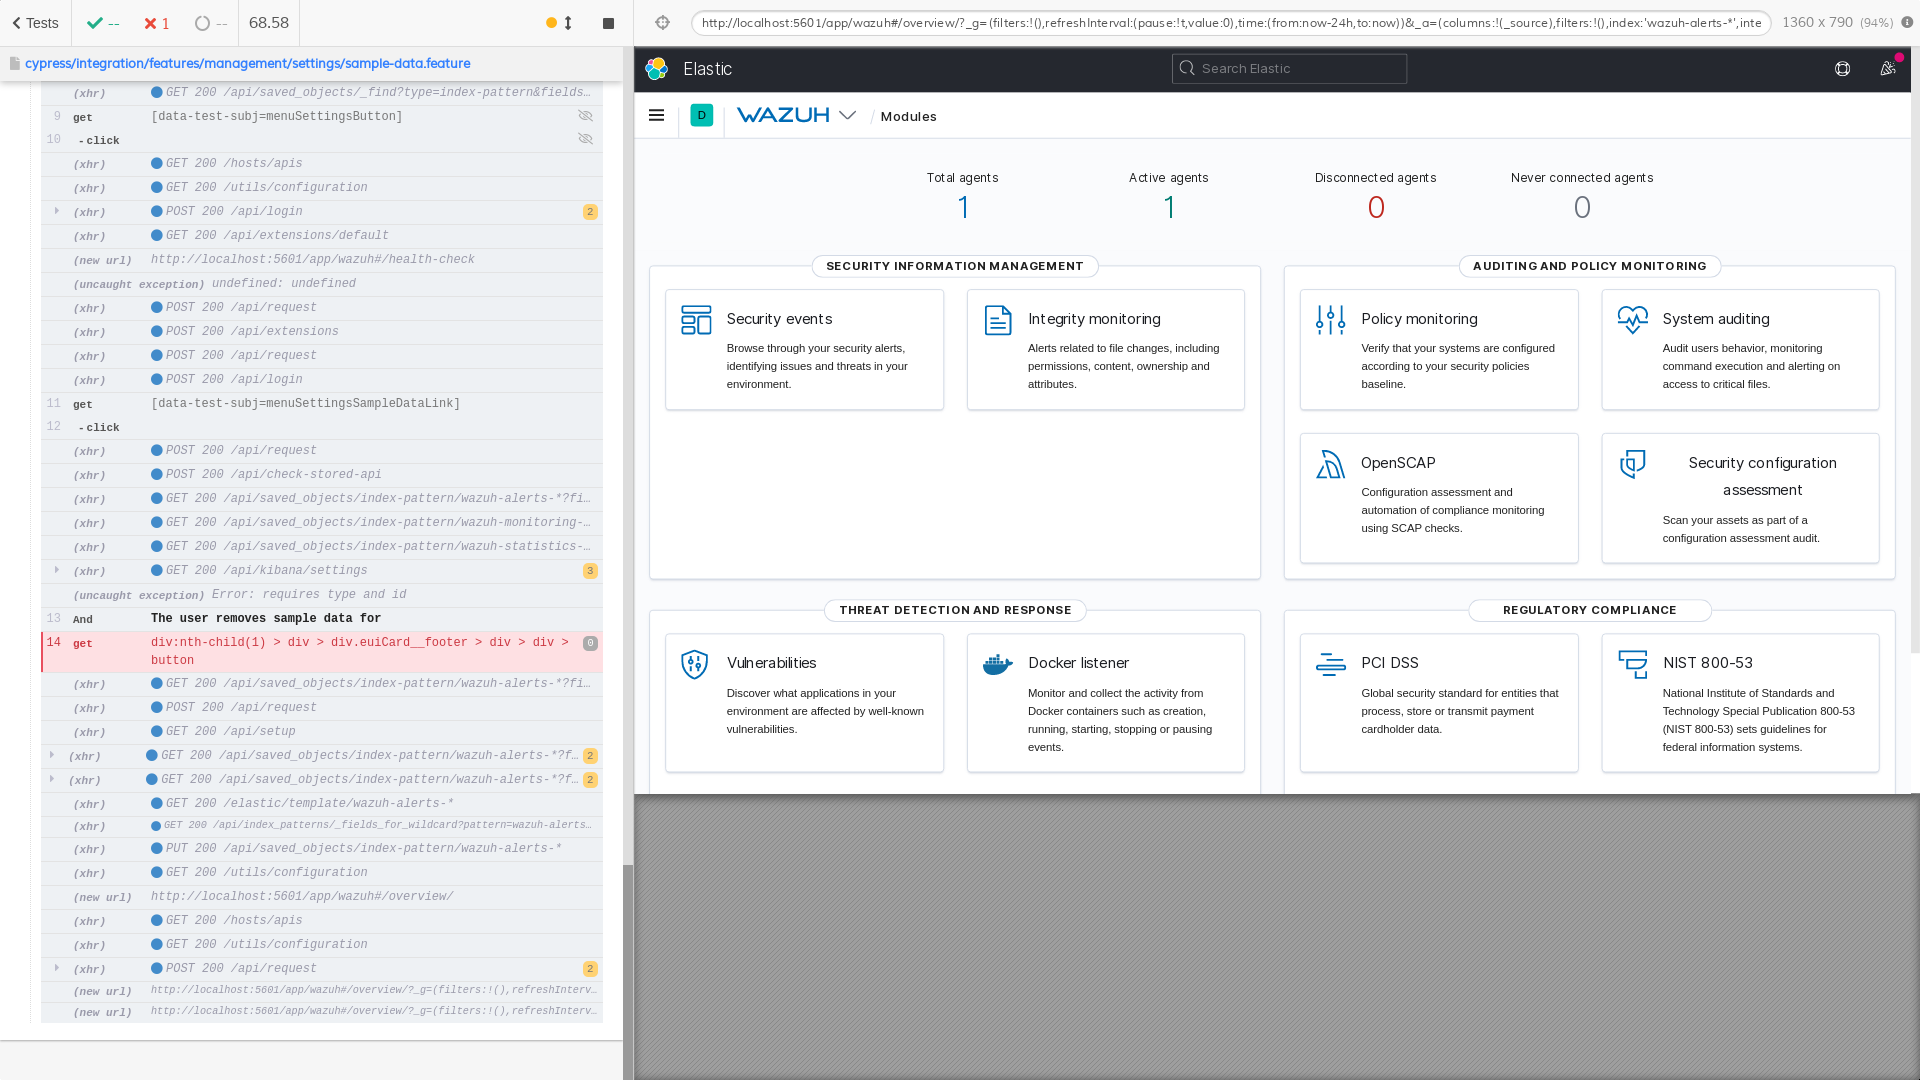 Tests
--
1
--
68.58
http://localhost:5601/app/wazuh#/overview/?_g=(filters:!(),refreshInterval:(pause:!t,value:0),time:(from:now-24h,to:now))&_a=(columns:!(_source),filters:!(),index:'wazuh-alerts-*',inte
1360 x 790 (94%)
cypress/integration/features/management/settings/sample-data.feature
(xhr) GET 200 /api/saved_objects/_find?type=index-pattern&fields…
9 get [data-test-subj=menuSettingsButton]
10 -click
(xhr) GET 200 /hosts/apis
(xhr) GET 200 /utils/configuration
(xhr) POST 200 /api/login 2
(xhr) GET 200 /api/extensions/default
(new url) http://localhost:5601/app/wazuh#/health-check
(uncaught exception) undefined: undefined
(xhr) POST 200 /api/request
(xhr) POST 200 /api/extensions
(xhr) POST 200 /api/request
(xhr) POST 200 /api/login
11 get [data-test-subj=menuSettingsSampleDataLink]
12 -click
(xhr) POST 200 /api/request
(xhr) POST 200 /api/check-stored-api
(xhr) GET 200 /api/saved_objects/index-pattern/wazuh-alerts-*?fi…
(xhr) GET 200 /api/saved_objects/index-pattern/wazuh-monitoring-…
(xhr) GET 200 /api/saved_objects/index-pattern/wazuh-statistics-…
(xhr) GET 200 /api/kibana/settings 3
(uncaught exception) Error: requires type and id
13 And The user removes sample data for
14 get div:nth-child(1) > div > div.euiCard__footer > div > div > 0
button
(xhr) GET 200 /api/saved_objects/index-pattern/wazuh-alerts-*?fi…
(xhr) POST 200 /api/request
(xhr) GET 200 /api/setup
(xhr) GET 200 /api/saved_objects/index-pattern/wazuh-alerts-*?f… 2
(xhr) GET 200 /api/saved_objects/index-pattern/wazuh-alerts-*?f… 2
(xhr) GET 200 /elastic/template/wazuh-alerts-*
(xhr) GET 200 /api/index_patterns/_fields_for_wildcard?pattern=wazuh-alerts…
(xhr) PUT 200 /api/saved_objects/index-pattern/wazuh-alerts-*
(xhr) GET 200 /utils/configuration
(new url) http://localhost:5601/app/wazuh#/overview/
(xhr) GET 200 /hosts/apis
(xhr) GET 200 /utils/configuration
(xhr) POST 200 /api/request 2
(new url) http://localhost:5601/app/wazuh#/overview/?_g=(filters:!(),refreshInterv…
(new url) http://localhost:5601/app/wazuh#/overview/?_g=(filters:!(),refreshInterv…
Elastic
Search Elastic
D
WAZUH
/ Modules
Total agents
1
Active agents
1
Disconnected agents
0
Never connected agents
0
SECURITY INFORMATION MANAGEMENT
Security events
Browse through your security alerts,
identifying issues and threats in your
environment.
Integrity monitoring
Alerts related to file changes, including
permissions, content, ownership and
attributes.
AUDITING AND POLICY MONITORING
Policy monitoring
Verify that your systems are configured
according to your security policies
baseline.
System auditing
Audit users behavior, monitoring
command execution and alerting on
access to critical files.
OpenSCAP
Configuration assessment and
automation of compliance monitoring
using SCAP checks.
Security configuration
assessment
Scan your assets as part of a
configuration assessment audit.
THREAT DETECTION AND RESPONSE
Vulnerabilities
Discover what applications in your
environment are affected by well-known
vulnerabilities.
Docker listener
Monitor and collect the activity from
Docker containers such as creation,
running, starting, stopping or pausing
events.
REGULATORY COMPLIANCE
PCI DSS
Global security standard for entities that
process, store or transmit payment
cardholder data.
NIST 800-53
National Institute of Standards and
Technology Special Publication 800-53
(NIST 800-53) sets guidelines for
federal information systems.